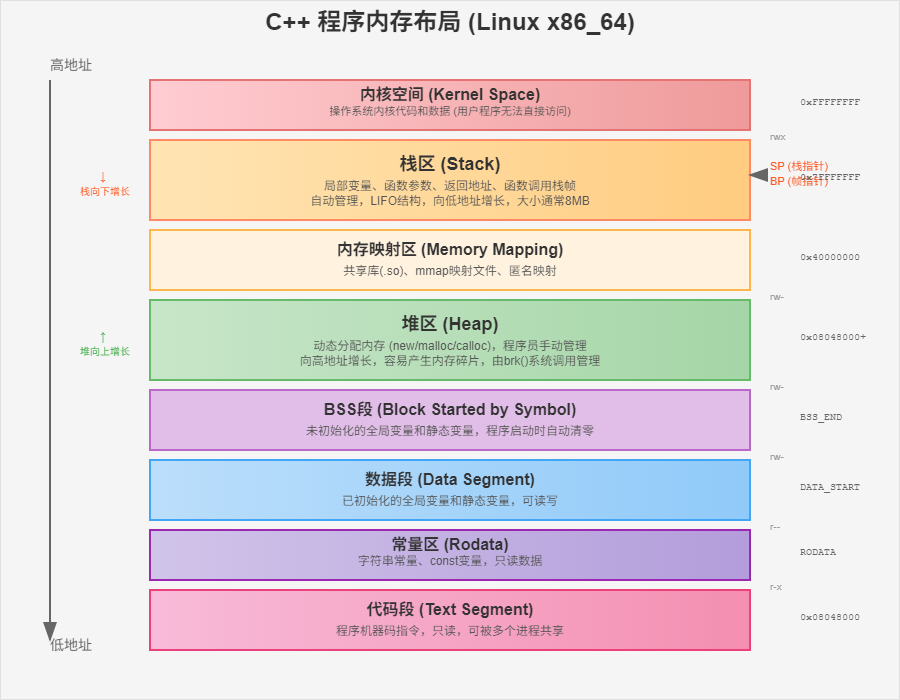 C++ 程序内存布局 (Linux x86_64)
高地址
内核空间 (Kernel Space)
操作系统内核代码和数据 (用户程序无法直接访问)
0xFFFFFFFF
rwx
栈区 (Stack)
局部变量、函数参数、返回地址、函数调用栈帧
自动管理，LIFO结构，向低地址增长，大小通常8MB
↓
栈向下增长
SP (栈指针)
BP (帧指针)
0x7FFFFFFF
内存映射区 (Memory Mapping)
共享库(.so)、mmap映射文件、匿名映射
0x40000000
rw-
堆区 (Heap)
动态分配内存 (new/malloc/calloc)，程序员手动管理
向高地址增长，容易产生内存碎片，由brk()系统调用管理
↑
堆向上增长
0x08048000+
rw-
BSS段 (Block Started by Symbol)
未初始化的全局变量和静态变量，程序启动时自动清零
BSS_END
rw-
数据段 (Data Segment)
已初始化的全局变量和静态变量，可读写
DATA_START
r--
常量区 (Rodata)
字符串常量、const变量，只读数据
RODATA
r-x
代码段 (Text Segment)
程序机器码指令，只读，可被多个进程共享
0x08048000
低地址